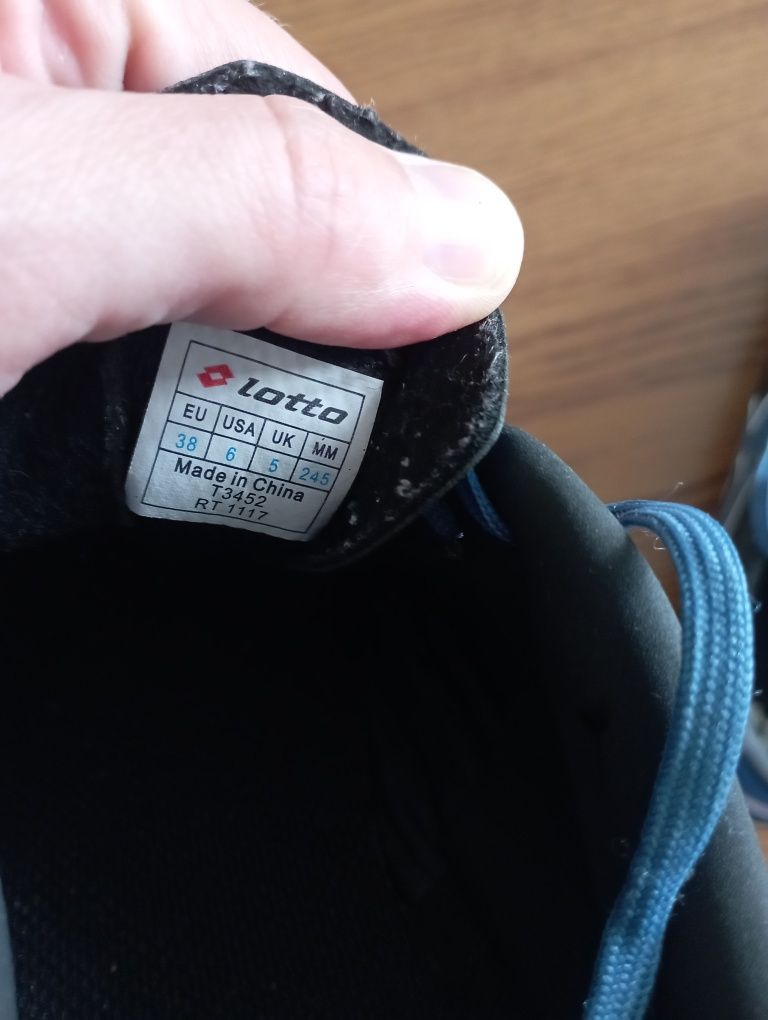 lotto
EU USA UK MM
38 6 5 245
Made in China
T3452
RT 1117